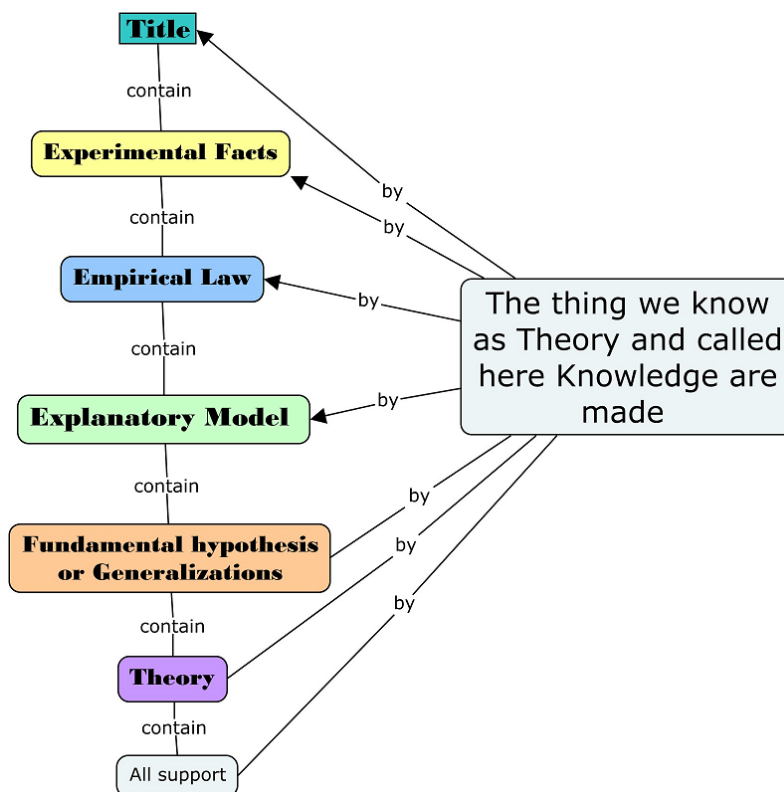 Title
contain
Experimental Facts
by
contain
by
Empirical Law
by
The thing we know
as Theory and called
here Knowledge are
made
contain
Explanatory Model
by
contain
by
Fundamental hypothesis
or Generalizations
by
contain
by
Theory
contain
All support